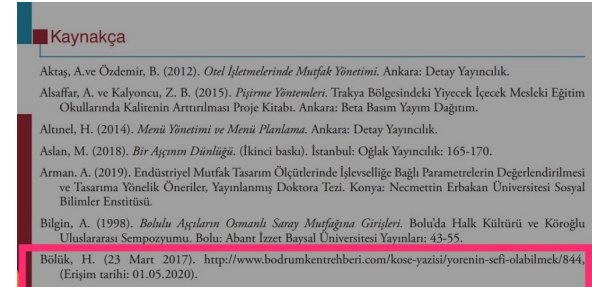 Kaynakça
Aktaş, A.ve Özdemir, B. (2012). Otel İşletmelerinde Mutfak Yönetimi. Ankara: Detay Yayıncılık.
Alsaffar, A. ve Kalyoncu, Z. B. (2015). Pişirme Yöntemleri. Trakya Bölgesindeki Yiyecek İçecek Mesleki Eğitim
Okullarında Kalitenin Arttırılması Proje Kitabı. Ankara: Beta Basım Yayım Dağıtım.
Altınel, H. (2014). Menü Yönetimi ve Menü Planlama. Ankara: Detay Yayıncılık.
Aslan, M. (2018). Bir Aşçının Dünlüğü. (İkinci baskı). İstanbul: Oğlak Yayıncılık: 165-170.
Arman. A. (2019). Endüstriyel Mutfak Tasarım Ölçütlerinde İşlevselliğe Bağlı Parametrelerin Değerlendirilmesi
ve Tasarıma Yönelik Öneriler, Yayınlanmış Doktora Tezi. Konya: Necmettin Erbakan Üniversitesi Sosyal
Bilimler Enstitüsü.
Bilgin, A. (1998). Bolulu Aşçıların Osmanlı Saray Mutfağına Girişleri. Bolu'da Halk Kültürü ve Köroğlu
Uluslararası Sempozyumu. Bolu: Abant İzzet Baysal Üniversitesi Yayınları: 43-55.
Bölük, H. (23 Mart 2017). http://www.bodrumkentrehberi.com/kose-yazisi/yorenin-sefi-olabilmek/844,
(Erişim tarihi: 01.05.2020).